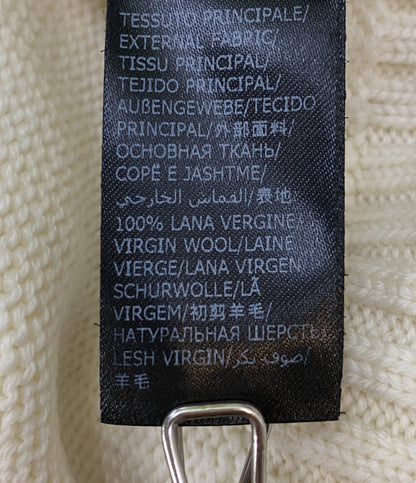 TESSUTO PRINCIPALE/
EXTERNAL FABRIC/
TISSU PRINCIPAL/
TEJIDO PRINCIPAL/
AUßENGEWEBE/TECIDO
PRINCIPAL/外部面料/
ОСНОВНАЯ ТКАНЬ/
COPË E JASHTME/
القماس الخارجي/表地
100% LANA VERGINE/
VIRGIN WOOL/LAINE
VIERGE/LANA VIRGEN
SCHURWOLLE/LÃ
VIRGEM/初剪羊毛/
НАТУРАЛЬНАЯ ШЕРСТЬ/
LESH VIRGIN/صوف بكر/
羊毛